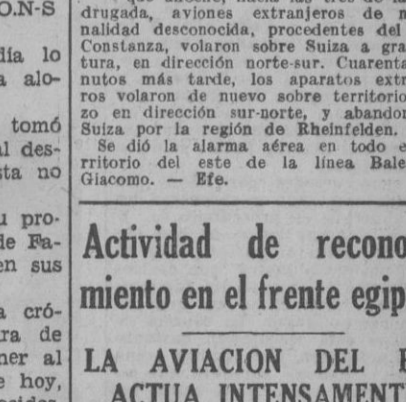 O.N-S
día lo
a alo-
tomó
al des-
sta no
u pro-
de Fa-
en sus
a cró-
ra de
ner al
e hoy,
drugada, aviones extranjeros de n
nalidad desconocida, procedentes del
Constanza, volaron sobre Suiza a gra
tura, en dirección norte-sur. Cuarenta
nutos más tarde, los aparatos extr
ros volaron de nuevo sobre territorio
zo en dirección sur-norte, y abandon
Suiza por la región de Rheinfelden.
Se dió la alarma aérea en todo e
rritorio del este de la línea Bale
Giacomo. — Efe.
Actividad de recono
miento en el frente egip
LA AVIACION DEL
ACTUA INTENSAMENT